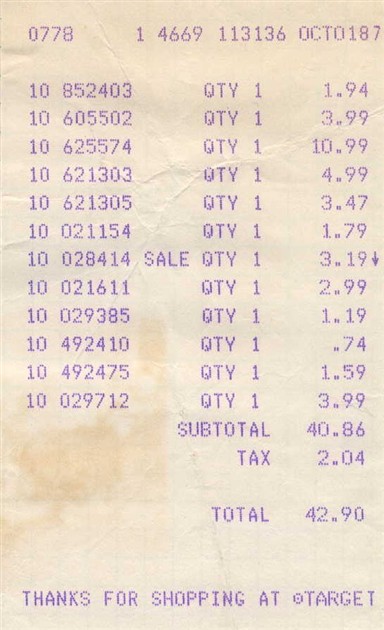 0778 1 4669 113136 OCT0187
10 852403 QTY 1 1.94
10 605502 QTY 1 3.99
10 625574 QTY 1 10.99
10 621303 QTY 1 4.99
10 621305 QTY 1 3.47
10 021154 QTY 1 1.79
10 028414 SALE QTY 1 3.19↓
10 021611 QTY 1 2.99
10 029385 QTY 1 1.19
10 492410 QTY 1 .74
10 492475 QTY 1 1.59
10 029712 QTY 1 3.99
SUBTOTAL 40.86
TAX 2.04
TOTAL 42.90
THANKS FOR SHOPPING AT ⊙TARGET